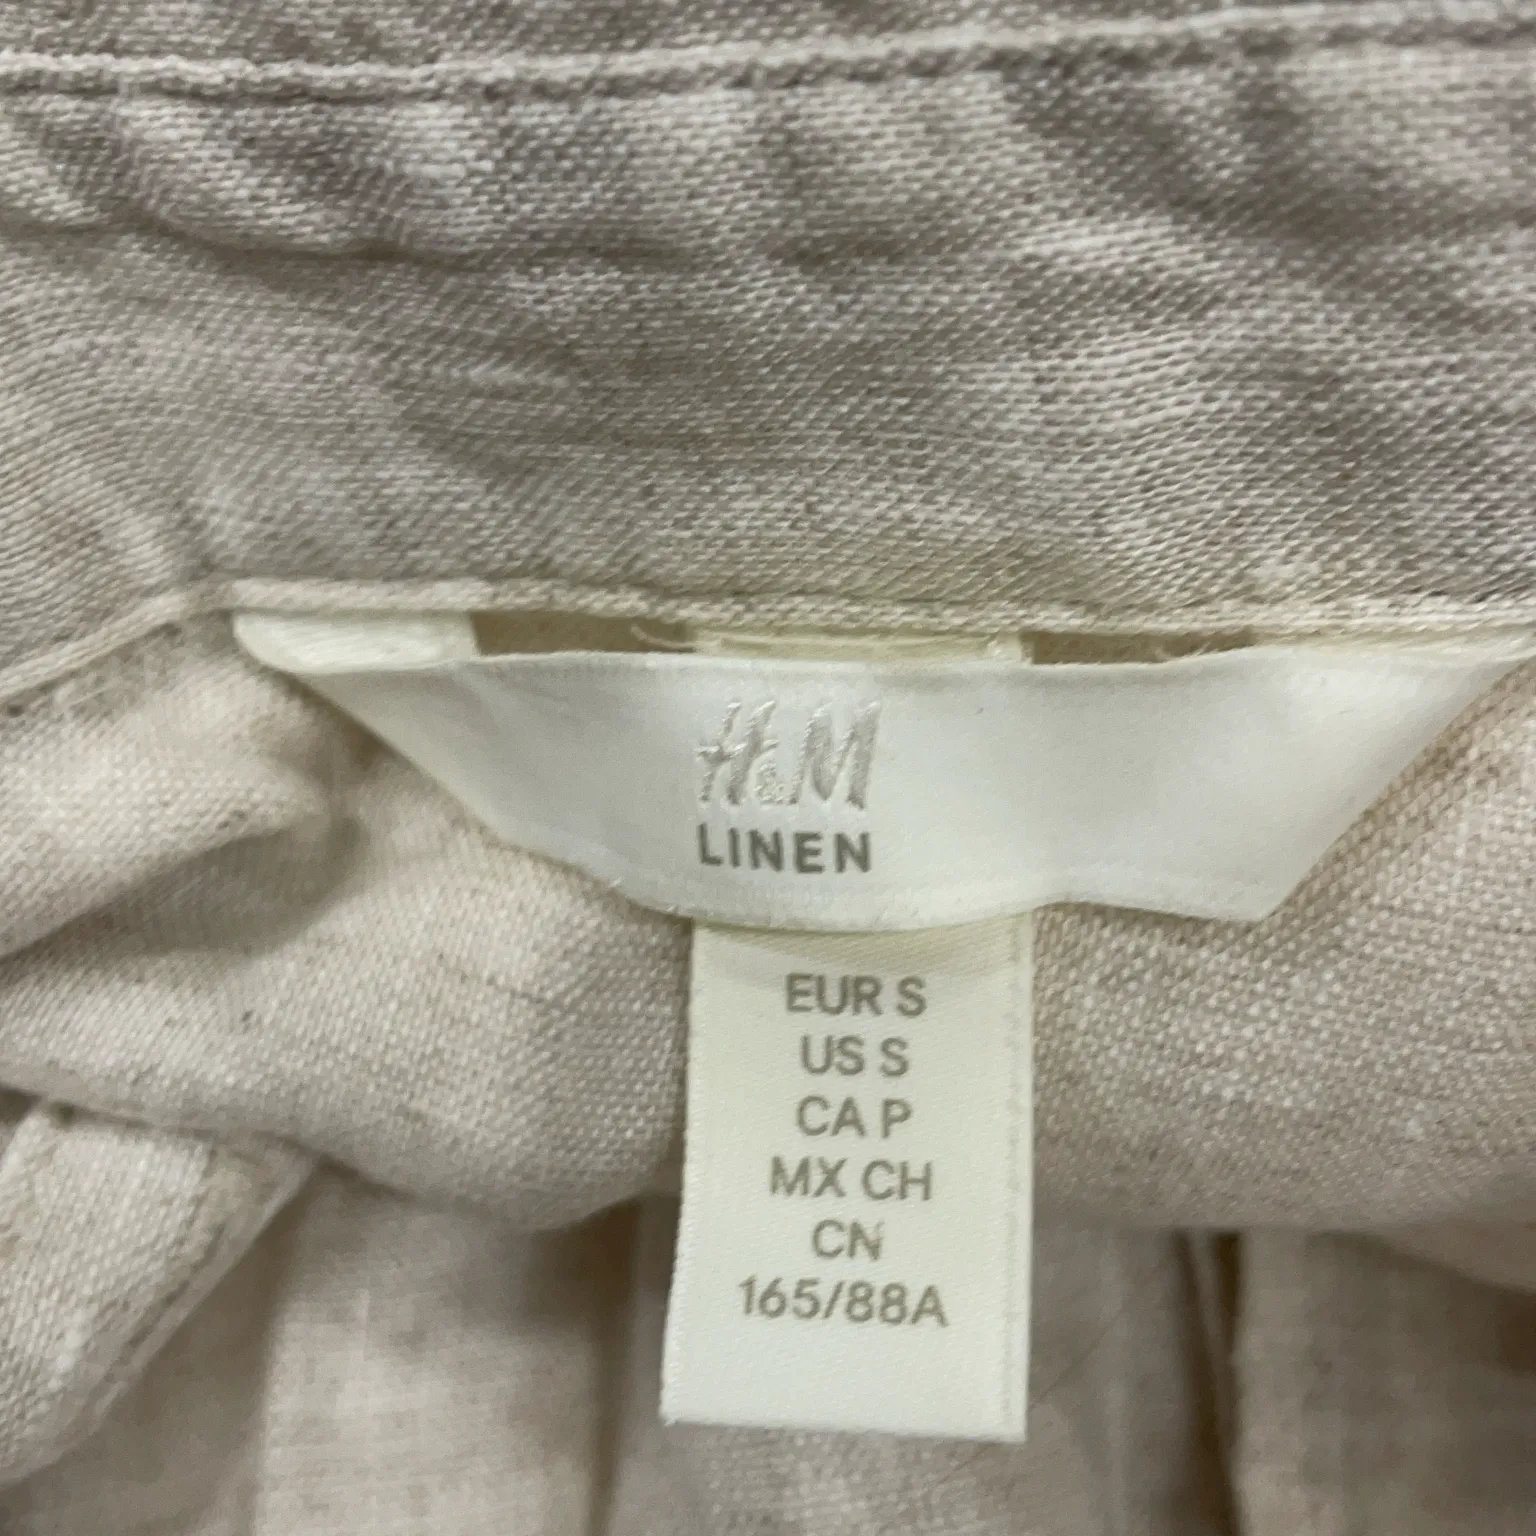 H&M
LINEN
EUR S
US S
CA P
MX CH
CN
165/88A